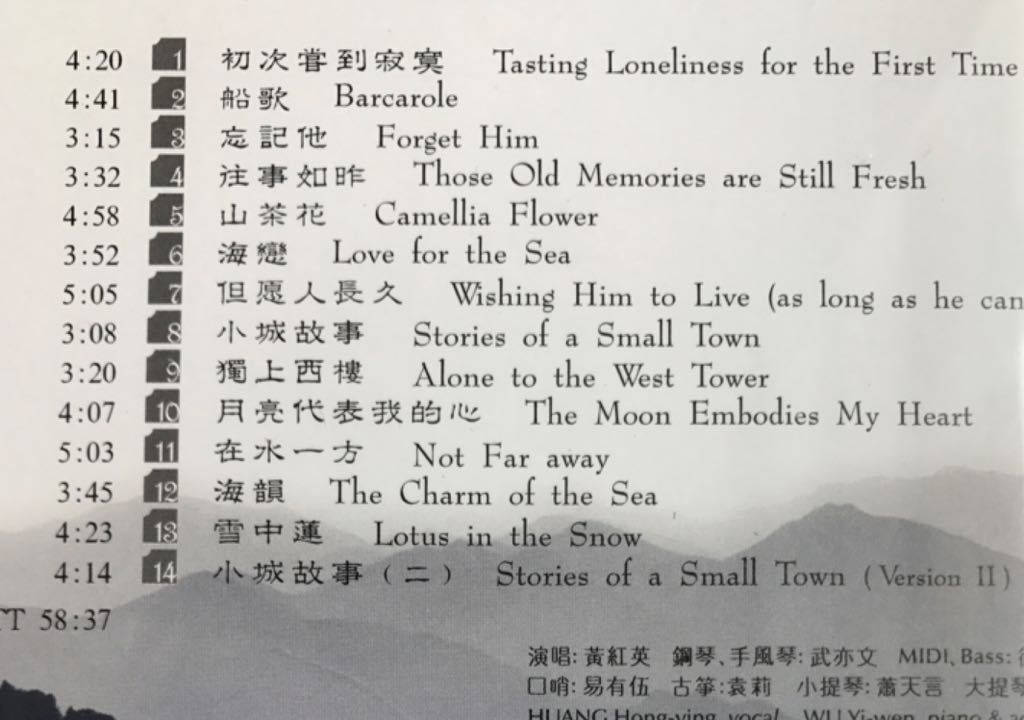 4:20 1 初次嘗到寂寞 Tasting Loneliness for the First Time
4:41 2 船歌 Barcarole
3:15 3 忘記他 Forget Him
3:32 4 往事如昨 Those Old Memories are Still Fresh
4:58 5 山茶花 Camellia Flower
3:52 6 海戀 Love for the Sea
5:05 7 但愿人長久 Wishing Him to Live (as long as he can
3:08 8 小城故事 Stories of a Small Town
3:20 9 獨上西樓 Alone to the West Tower
4:07 10 月亮代表我的心 The Moon Embodies My Heart
5:03 11 在水一方 Not Far away
3:45 12 海韻 The Charm of the Sea
4:23 13 雪中蓮 Lotus in the Snow
4:14 14 小城故事（二） Stories of a Small Town (Version II)
TT 58:37
演唱: 黃紅英 鋼琴、手風琴: 武亦文 MIDI, Bass:
口哨: 易有伍 古箏: 袁莉 小提琴: 蕭天言 大提琴
HUANG Hong-ying, vocal WU Yi-wen, piano &